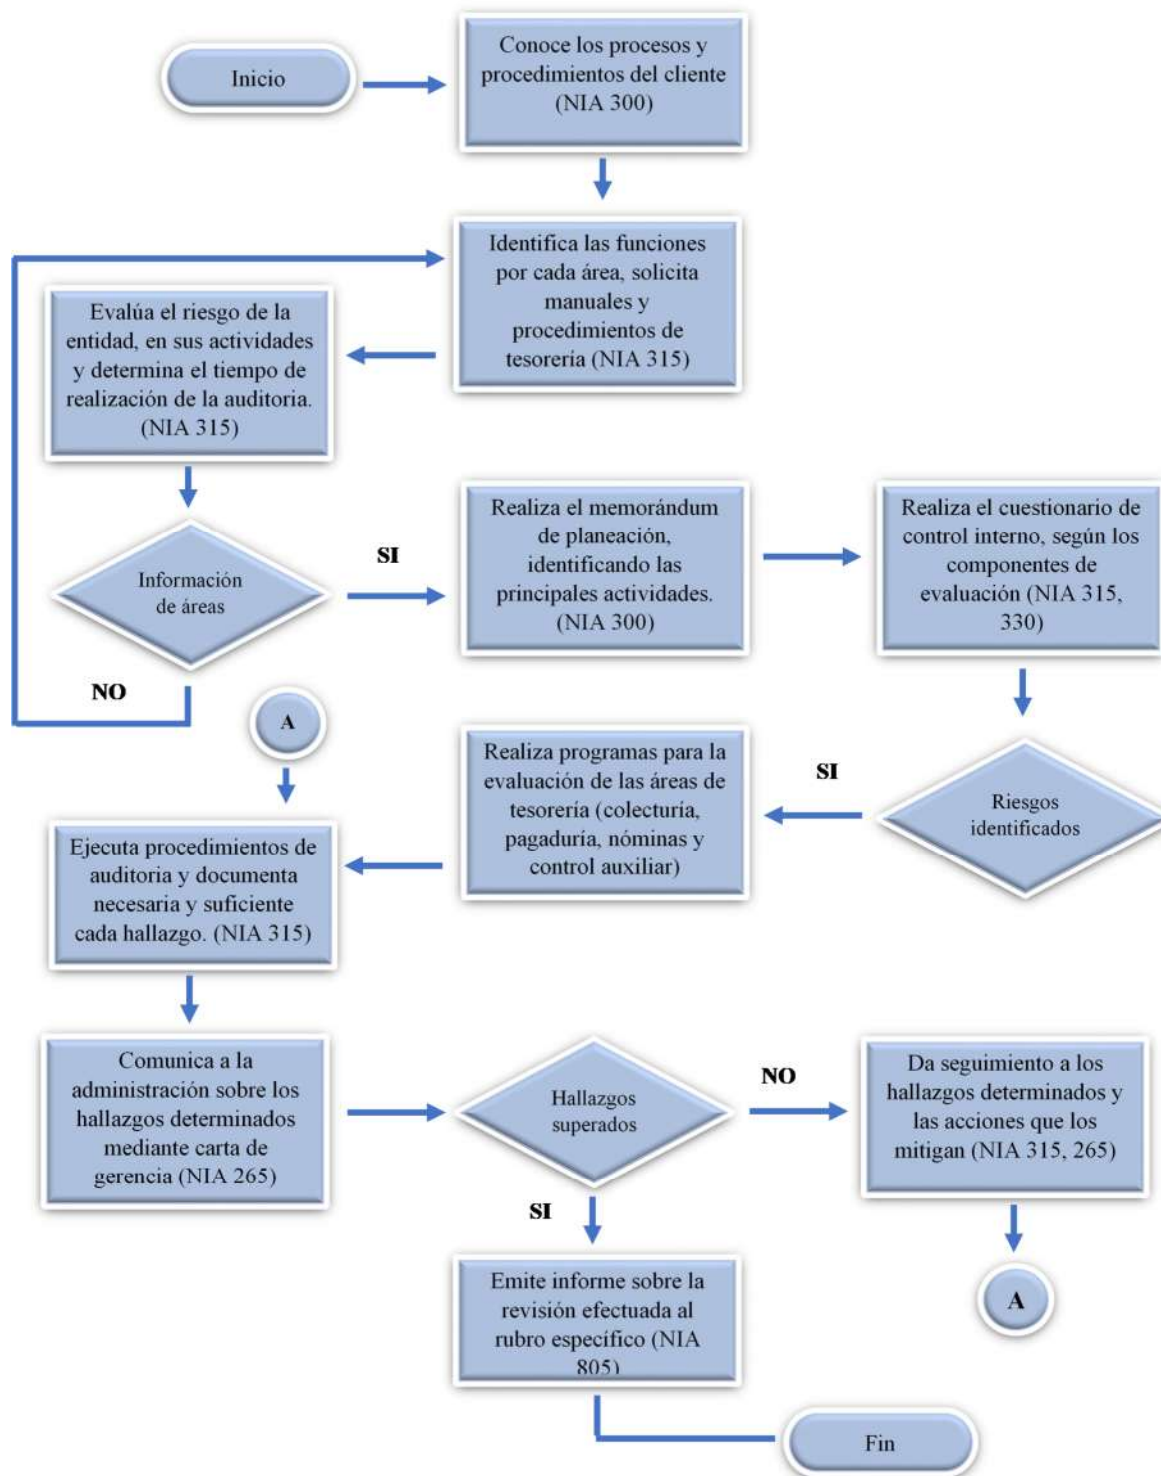 Inicio
Conoce los procesos y
procedimientos del cliente
(NIA 300)
Identifica las funciones
por cada área, solicita
manuales y
procedimientos de
tesorería (NIA 315)
Evalúa el riesgo de la
entidad, en sus actividades
y determina el tiempo de
realización de la auditoria.
(NIA 315)
Información
de áreas
SI
NO
Realiza el memorándum
de planeación,
identificando las
principales actividades.
(NIA 300)
Realiza el cuestionario de
control interno, según los
componentes de
evaluación (NIA 315,
330)
Riesgos
identificados
SI
Realiza programas para la
evaluación de las áreas de
tesorería (colecturía,
pagaduría, nóminas y
control auxiliar)
A
Ejecuta procedimientos de
auditoria y documenta
necesaria y suficiente
cada hallazgo. (NIA 315)
Comunica a la
administración sobre los
hallazgos determinados
mediante carta de
gerencia (NIA 265)
Hallazgos
superados
NO
Da seguimiento a los
hallazgos determinados y
las acciones que los
mitigan (NIA 315, 265)
A
SI
Emite informe sobre la
revisión efectuada al
rubro específico (NIA
805)
Fin